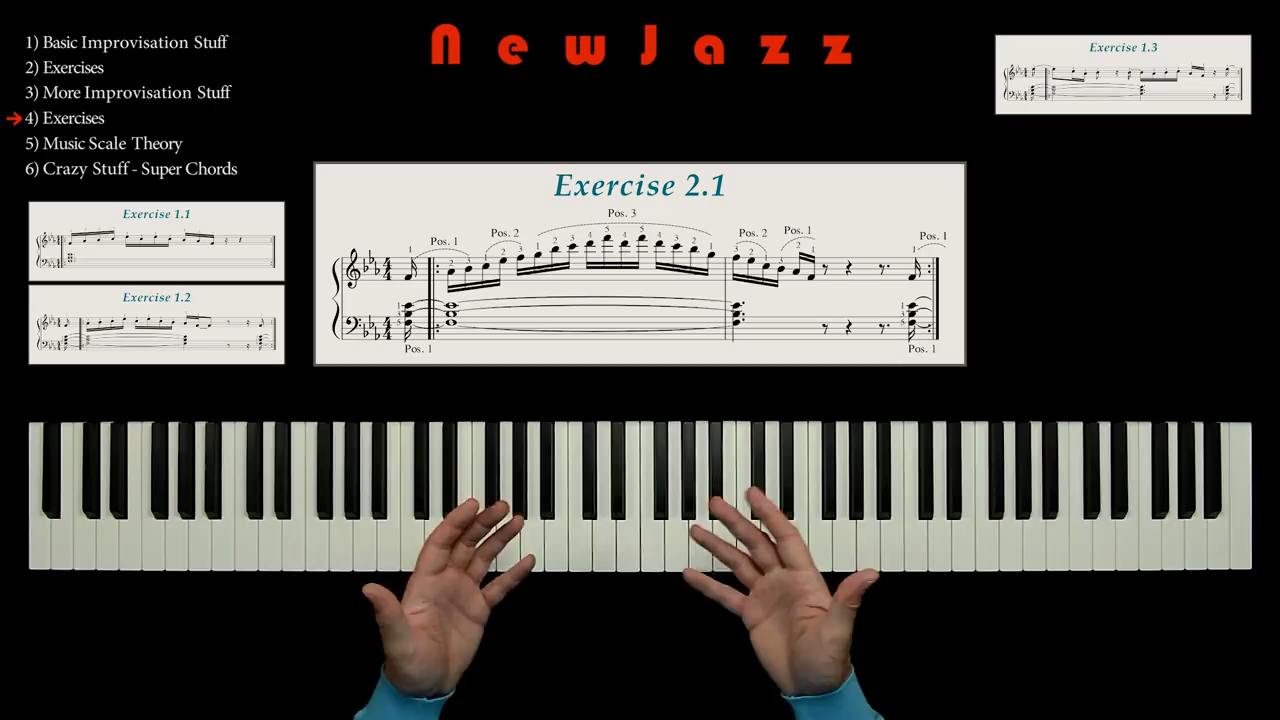 NewJazz
1) Basic Improvisation Stuff
2) Exercises
3) More Improvisation Stuff
→ 4) Exercises
5) Music Scale Theory
6) Crazy Stuff - Super Chords
Exercise 1.1
Exercise 1.2
Exercise 1.3
Exercise 2.1
Pos. 3
Pos. 1 Pos. 2 Pos. 2 Pos. 1 Pos. 1
Pos. 1 Pos. 1